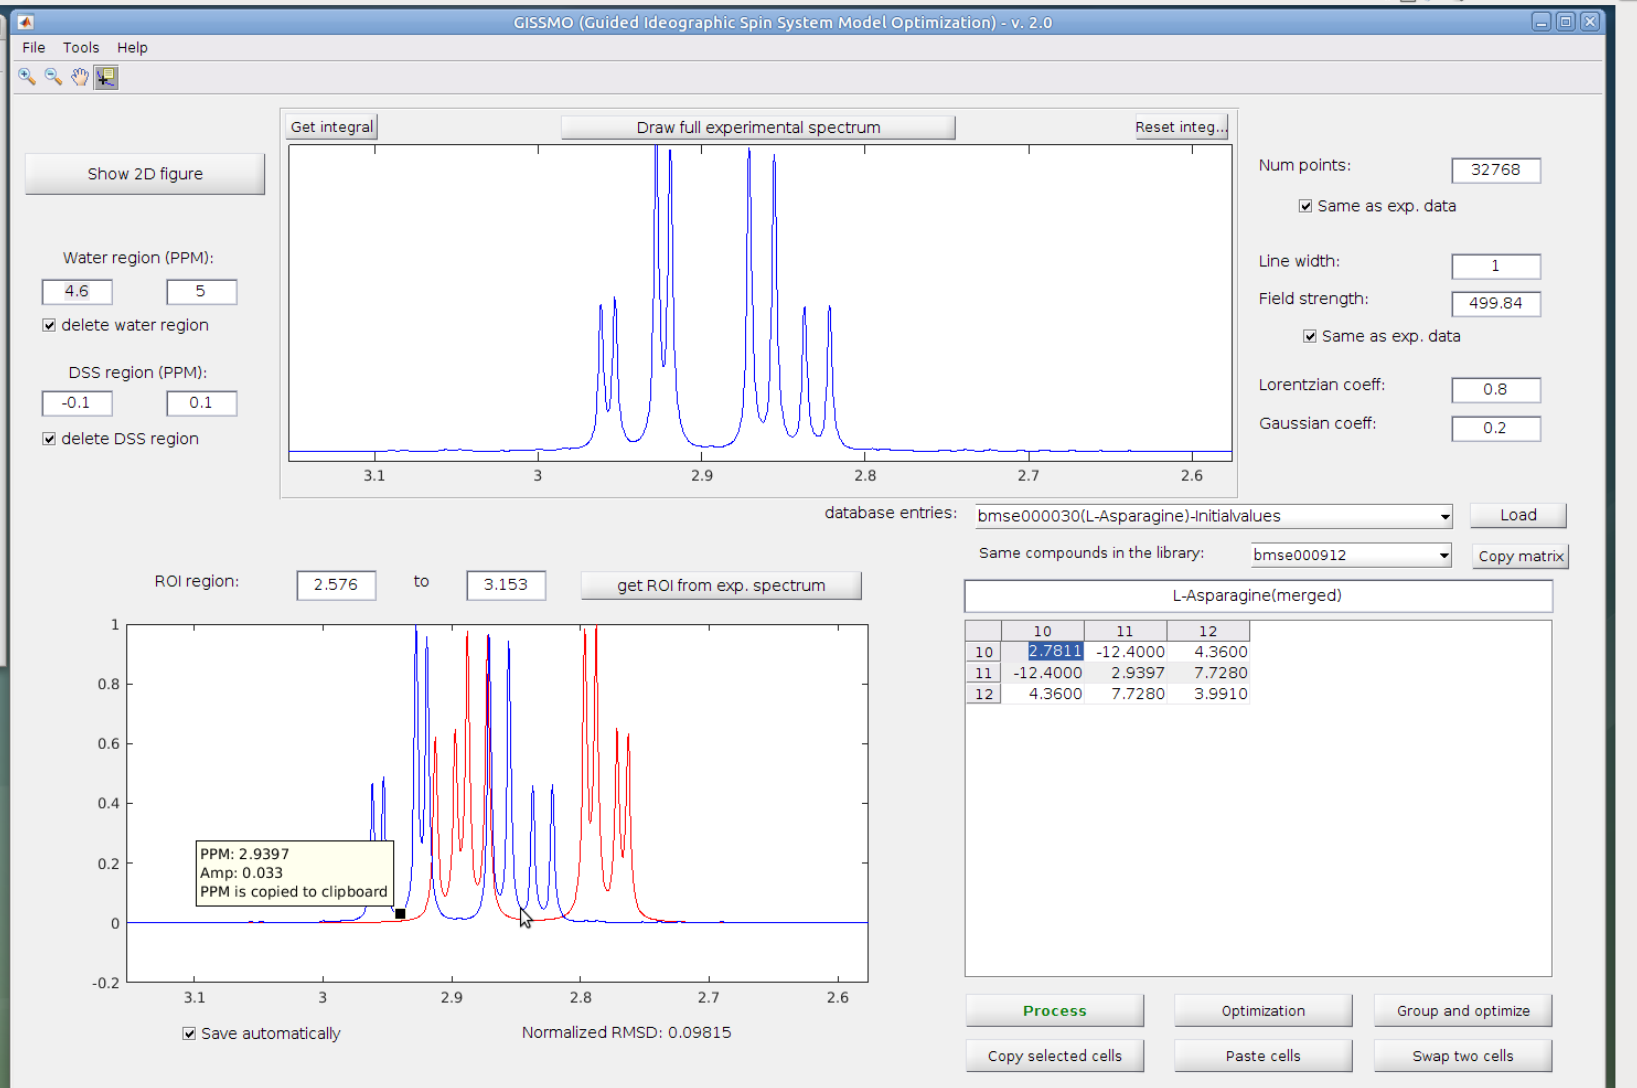 GISSMO (Guided Ideographic Spin System Model Optimization) - v. 2.0
File Tools Help
Get integral
Draw full experimental spectrum
Reset integ...
Show 2D figure
Water region (PPM):
4.6 5
delete water region
DSS region (PPM):
-0.1 0.1
delete DSS region
3.1 3 2.9 2.8 2.7 2.6
Num points: 32768
Same as exp. data
Line width: 1
Field strength: 499.84
Same as exp. data
Lorentzian coeff: 0.8
Gaussian coeff: 0.2
database entries: bmse000030(L-Asparagine)-Initialvalues Load
Same compounds in the library: bmse000912 Copy matrix
ROI region: 2.576 to 3.153 get ROI from exp. spectrum
L-Asparagine(merged)
10 11 12
10 2.7811 -12.4000 4.3600
11 -12.4000 2.9397 7.7280
12 4.3600 7.7280 3.9910
1
0.8
0.6
0.4
0.2
0
-0.2
PPM: 2.9397
Amp: 0.033
PPM is copied to clipboard
3.1 3 2.9 2.8 2.7 2.6
Save automatically
Normalized RMSD: 0.09815
Process Optimization Group and optimize
Copy selected cells Paste cells Swap two cells